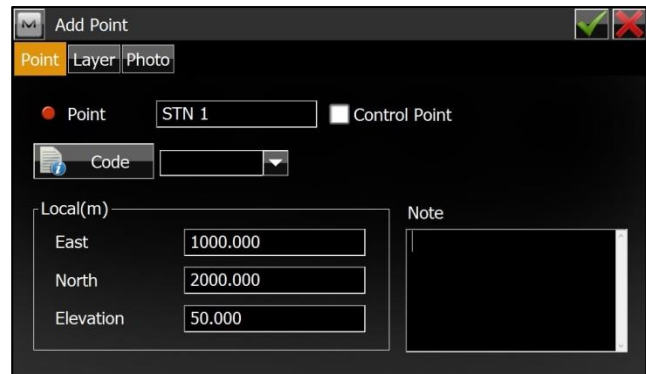 Add Point
Point Layer Photo
Point STN 1 Control Point
Code
Local(m)
East 1000.000
North 2000.000
Elevation 50.000
Note